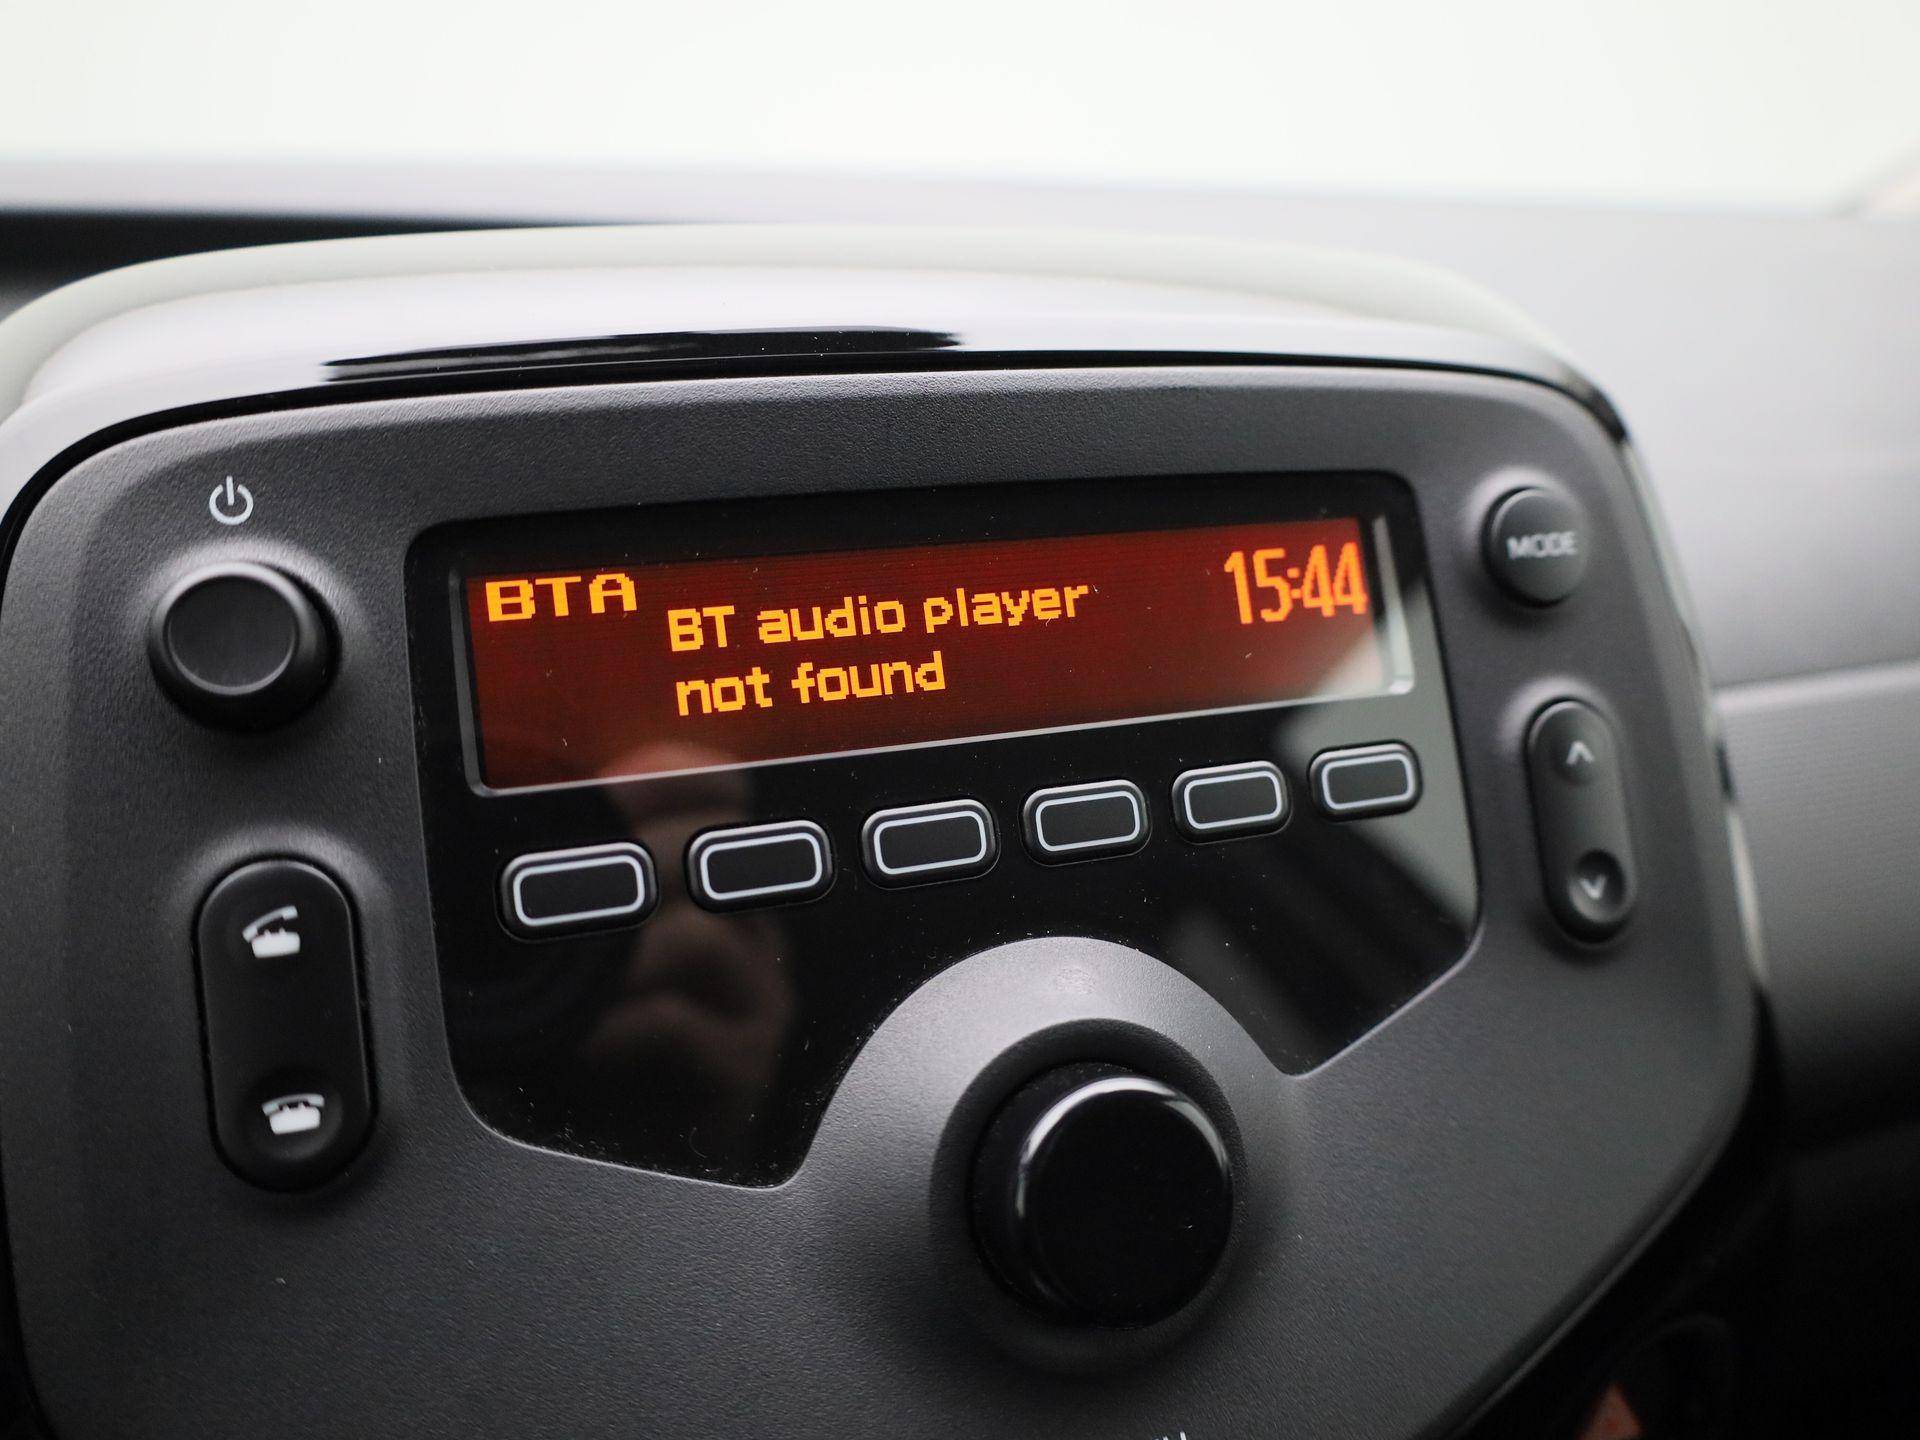 BTA
BT audio player
not found
15:44
MODE